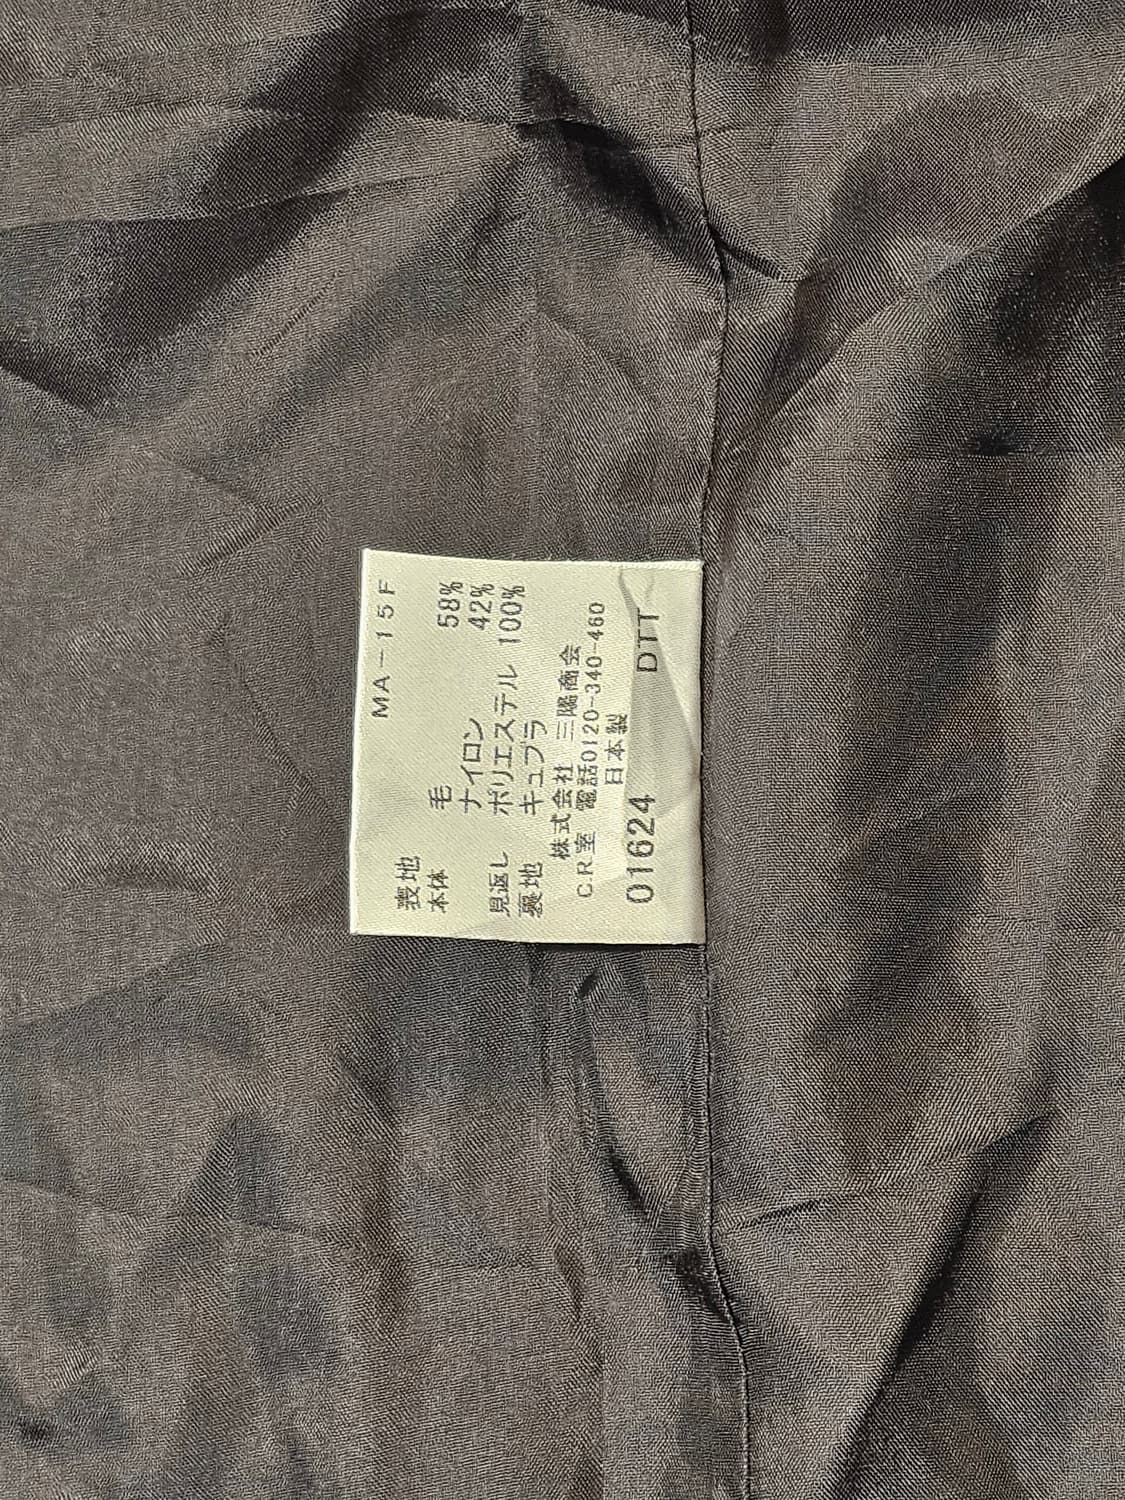 MA-15F
表地
本体 毛 58%
ナイロン 42%
見返し ポリエステル 100%
裏地 キュプラ
株式会社 三陽商会
CR室 電話0120-340-460
日本製
01624 DTT